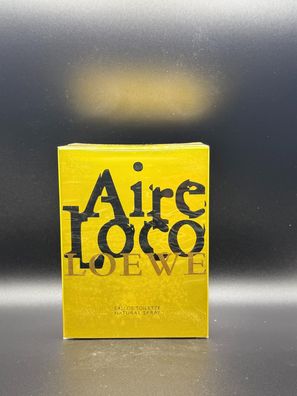 Aire
Loco
LOEWE
EAU DE TOILETTE
NATURAL SPRAY